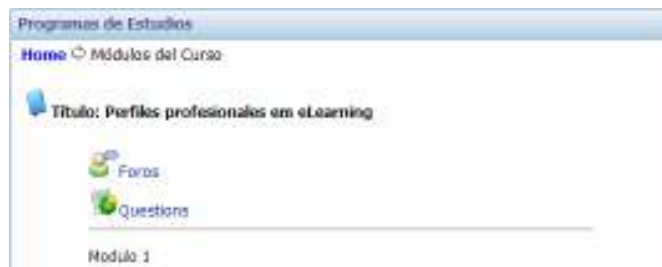 Programas de Estudios
Home Módulos del Curso
Título: Perfiles profesionales em eLearning
Foros
Questions
Modulo 1